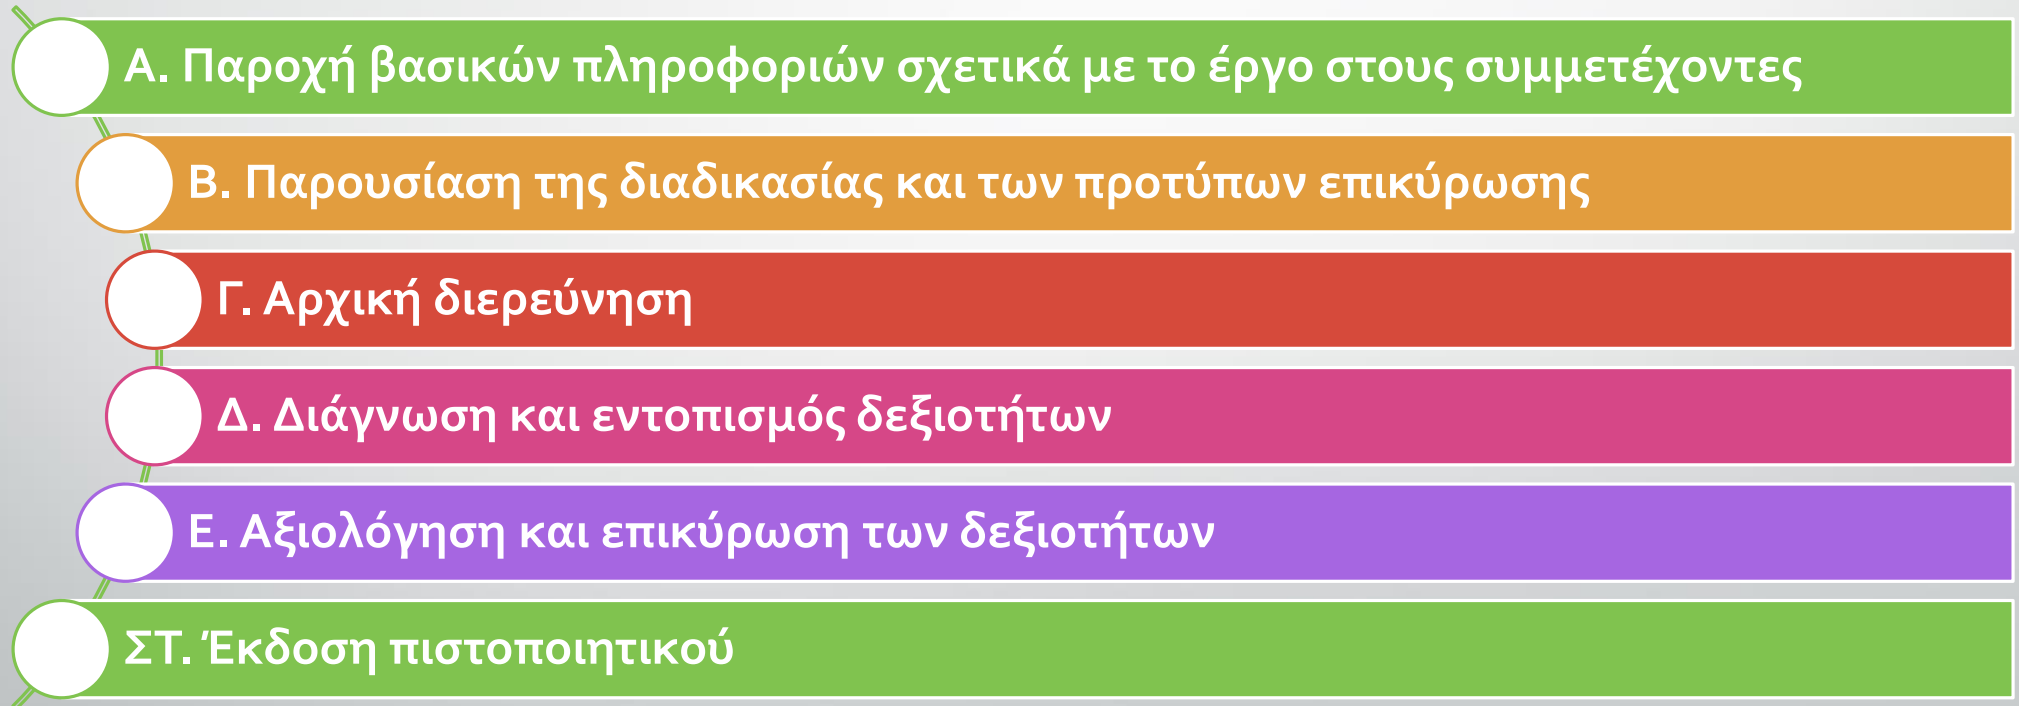 Α. Παροχή βασικών πληροφοριών σχετικά με το έργο στους συμμετέχοντες
Β. Παρουσίαση της διαδικασίας και των προτύπων επικύρωσης
Γ. Αρχική διερεύνηση
Δ. Διάγνωση και εντοπισμός δεξιοτήτων
Ε. Αξιολόγηση και επικύρωση των δεξιοτήτων
ΣΤ. Έκδοση πιστοποιητικού